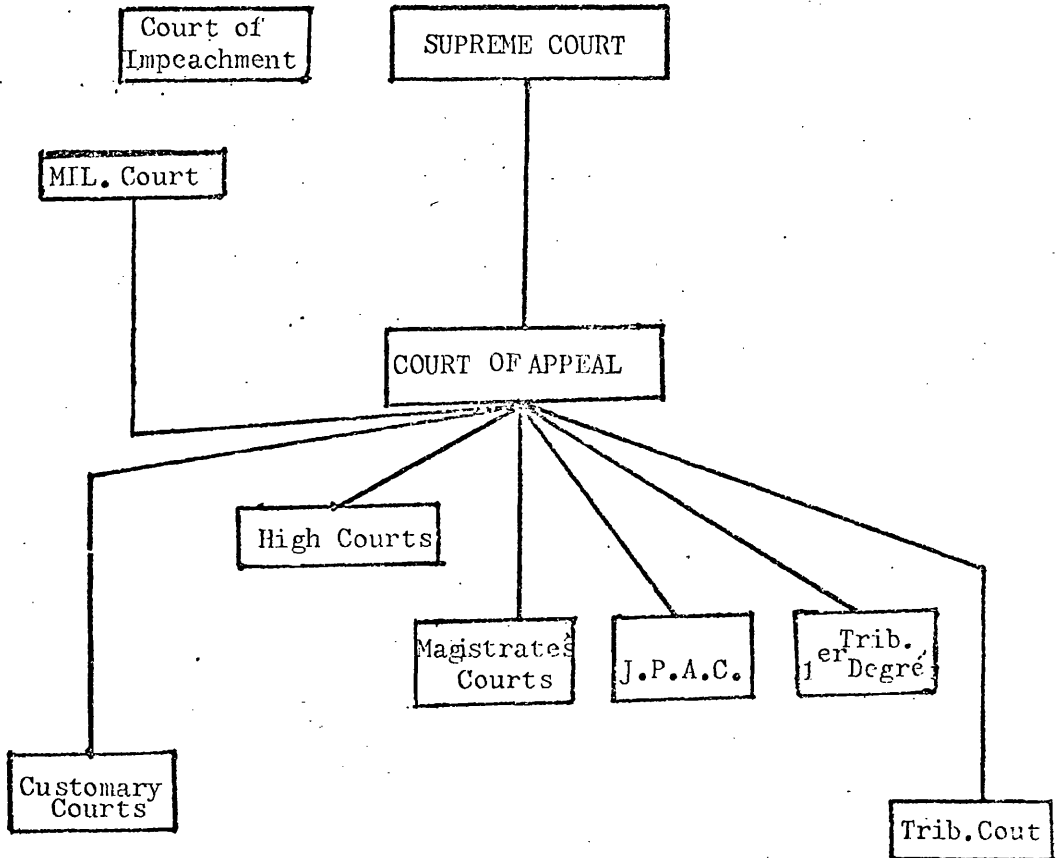 Court of
Impeachment
SUPREME COURT
MIL. Court
COURT OF APPEAL
High Courts
Magistrates
Courts
J.P.A.C.
Trib.
1er Degré
Customary
Courts
Trib.Cout